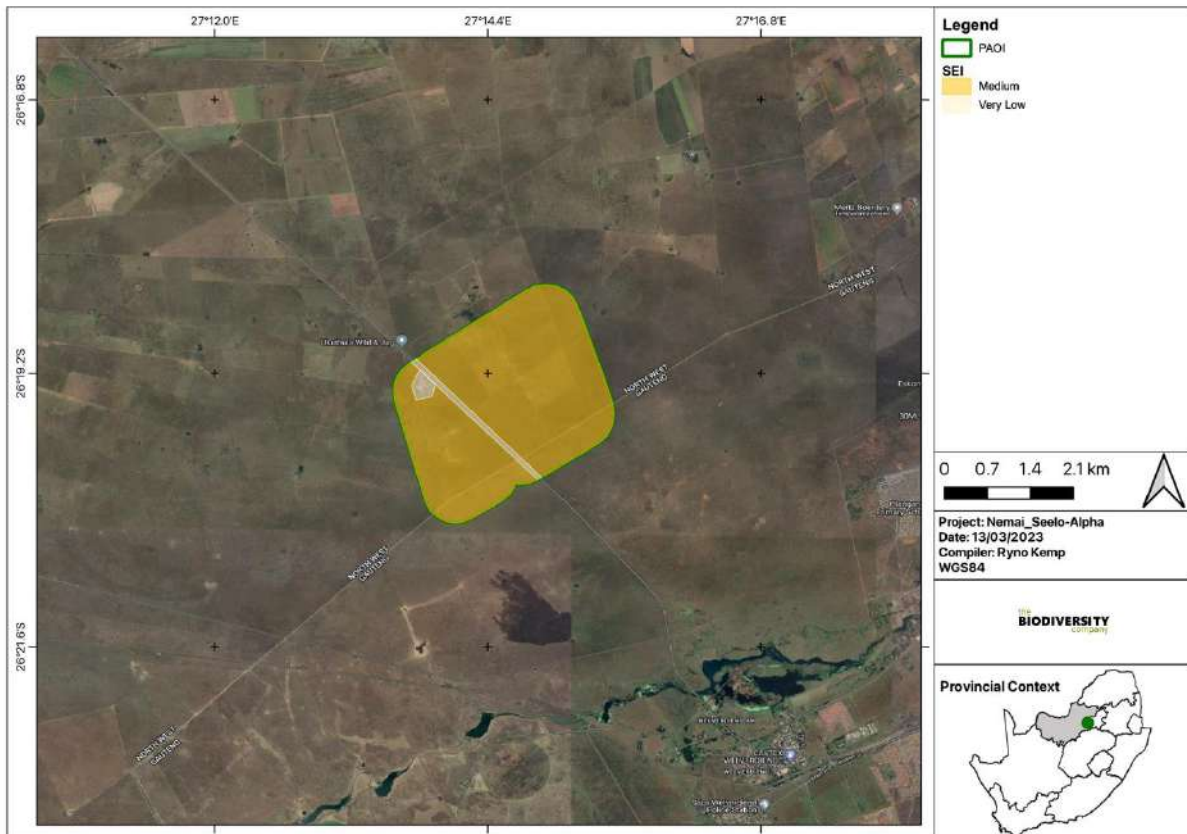 27°12.0'E
27°14.4'E
27°16.8'E
26°16.8'S
26°19.2'S
26°21.6'S
NORTH WEST
GAUTENG
NORTH WEST
GAUTENG
NORTH WEST
GAUTENG
NORTH WEST
GAUTENG
Legend
PAOI
SEI
Medium
Very Low
0 0.7 1.4 2.1 km
Project: Nemai_Seelo-Alpha
Date: 13/03/2023
Compiler: Ryno Kemp
WGS84
the
BIODIVERSITY
company
Provincial Context